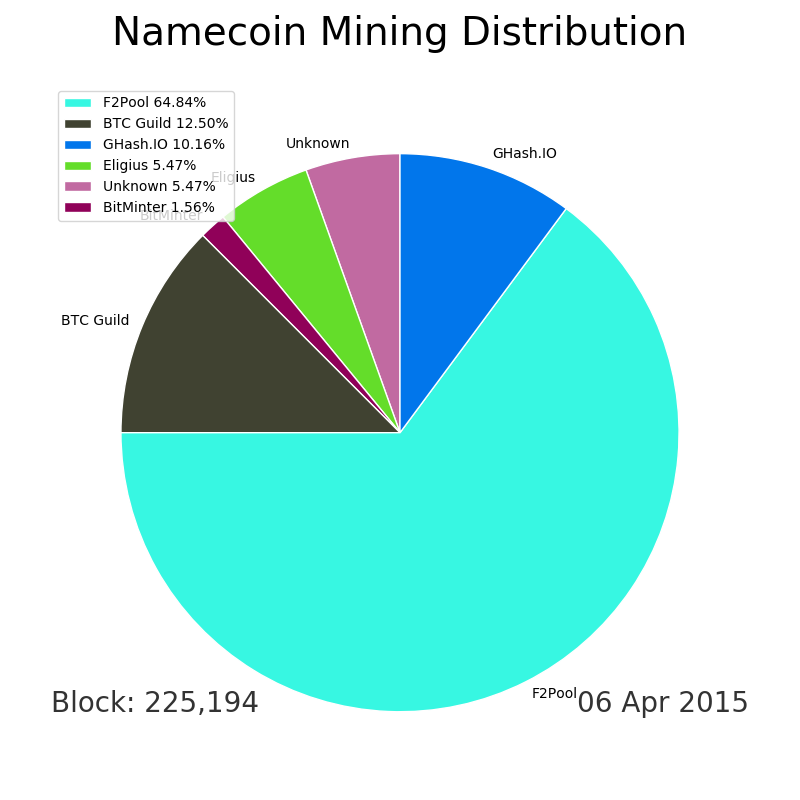 Namecoin Mining Distribution
F2Pool 64.84%
BTC Guild 12.50%
GHash.IO 10.16%
Eligius 5.47%
Unknown 5.47%
BitMinter 1.56%
Unknown
GHash.IO
Eligius
BitMinter
BTC Guild
F2Pool
Block: 225,194
06 Apr 2015